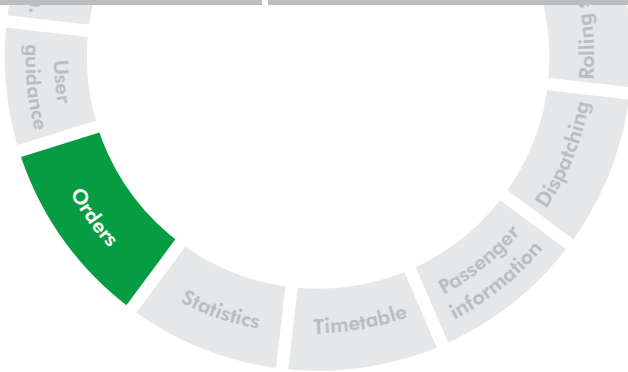 Rolling
User
guidance
Dispatching
Orders
Passenger
information
Statistics
Timetable